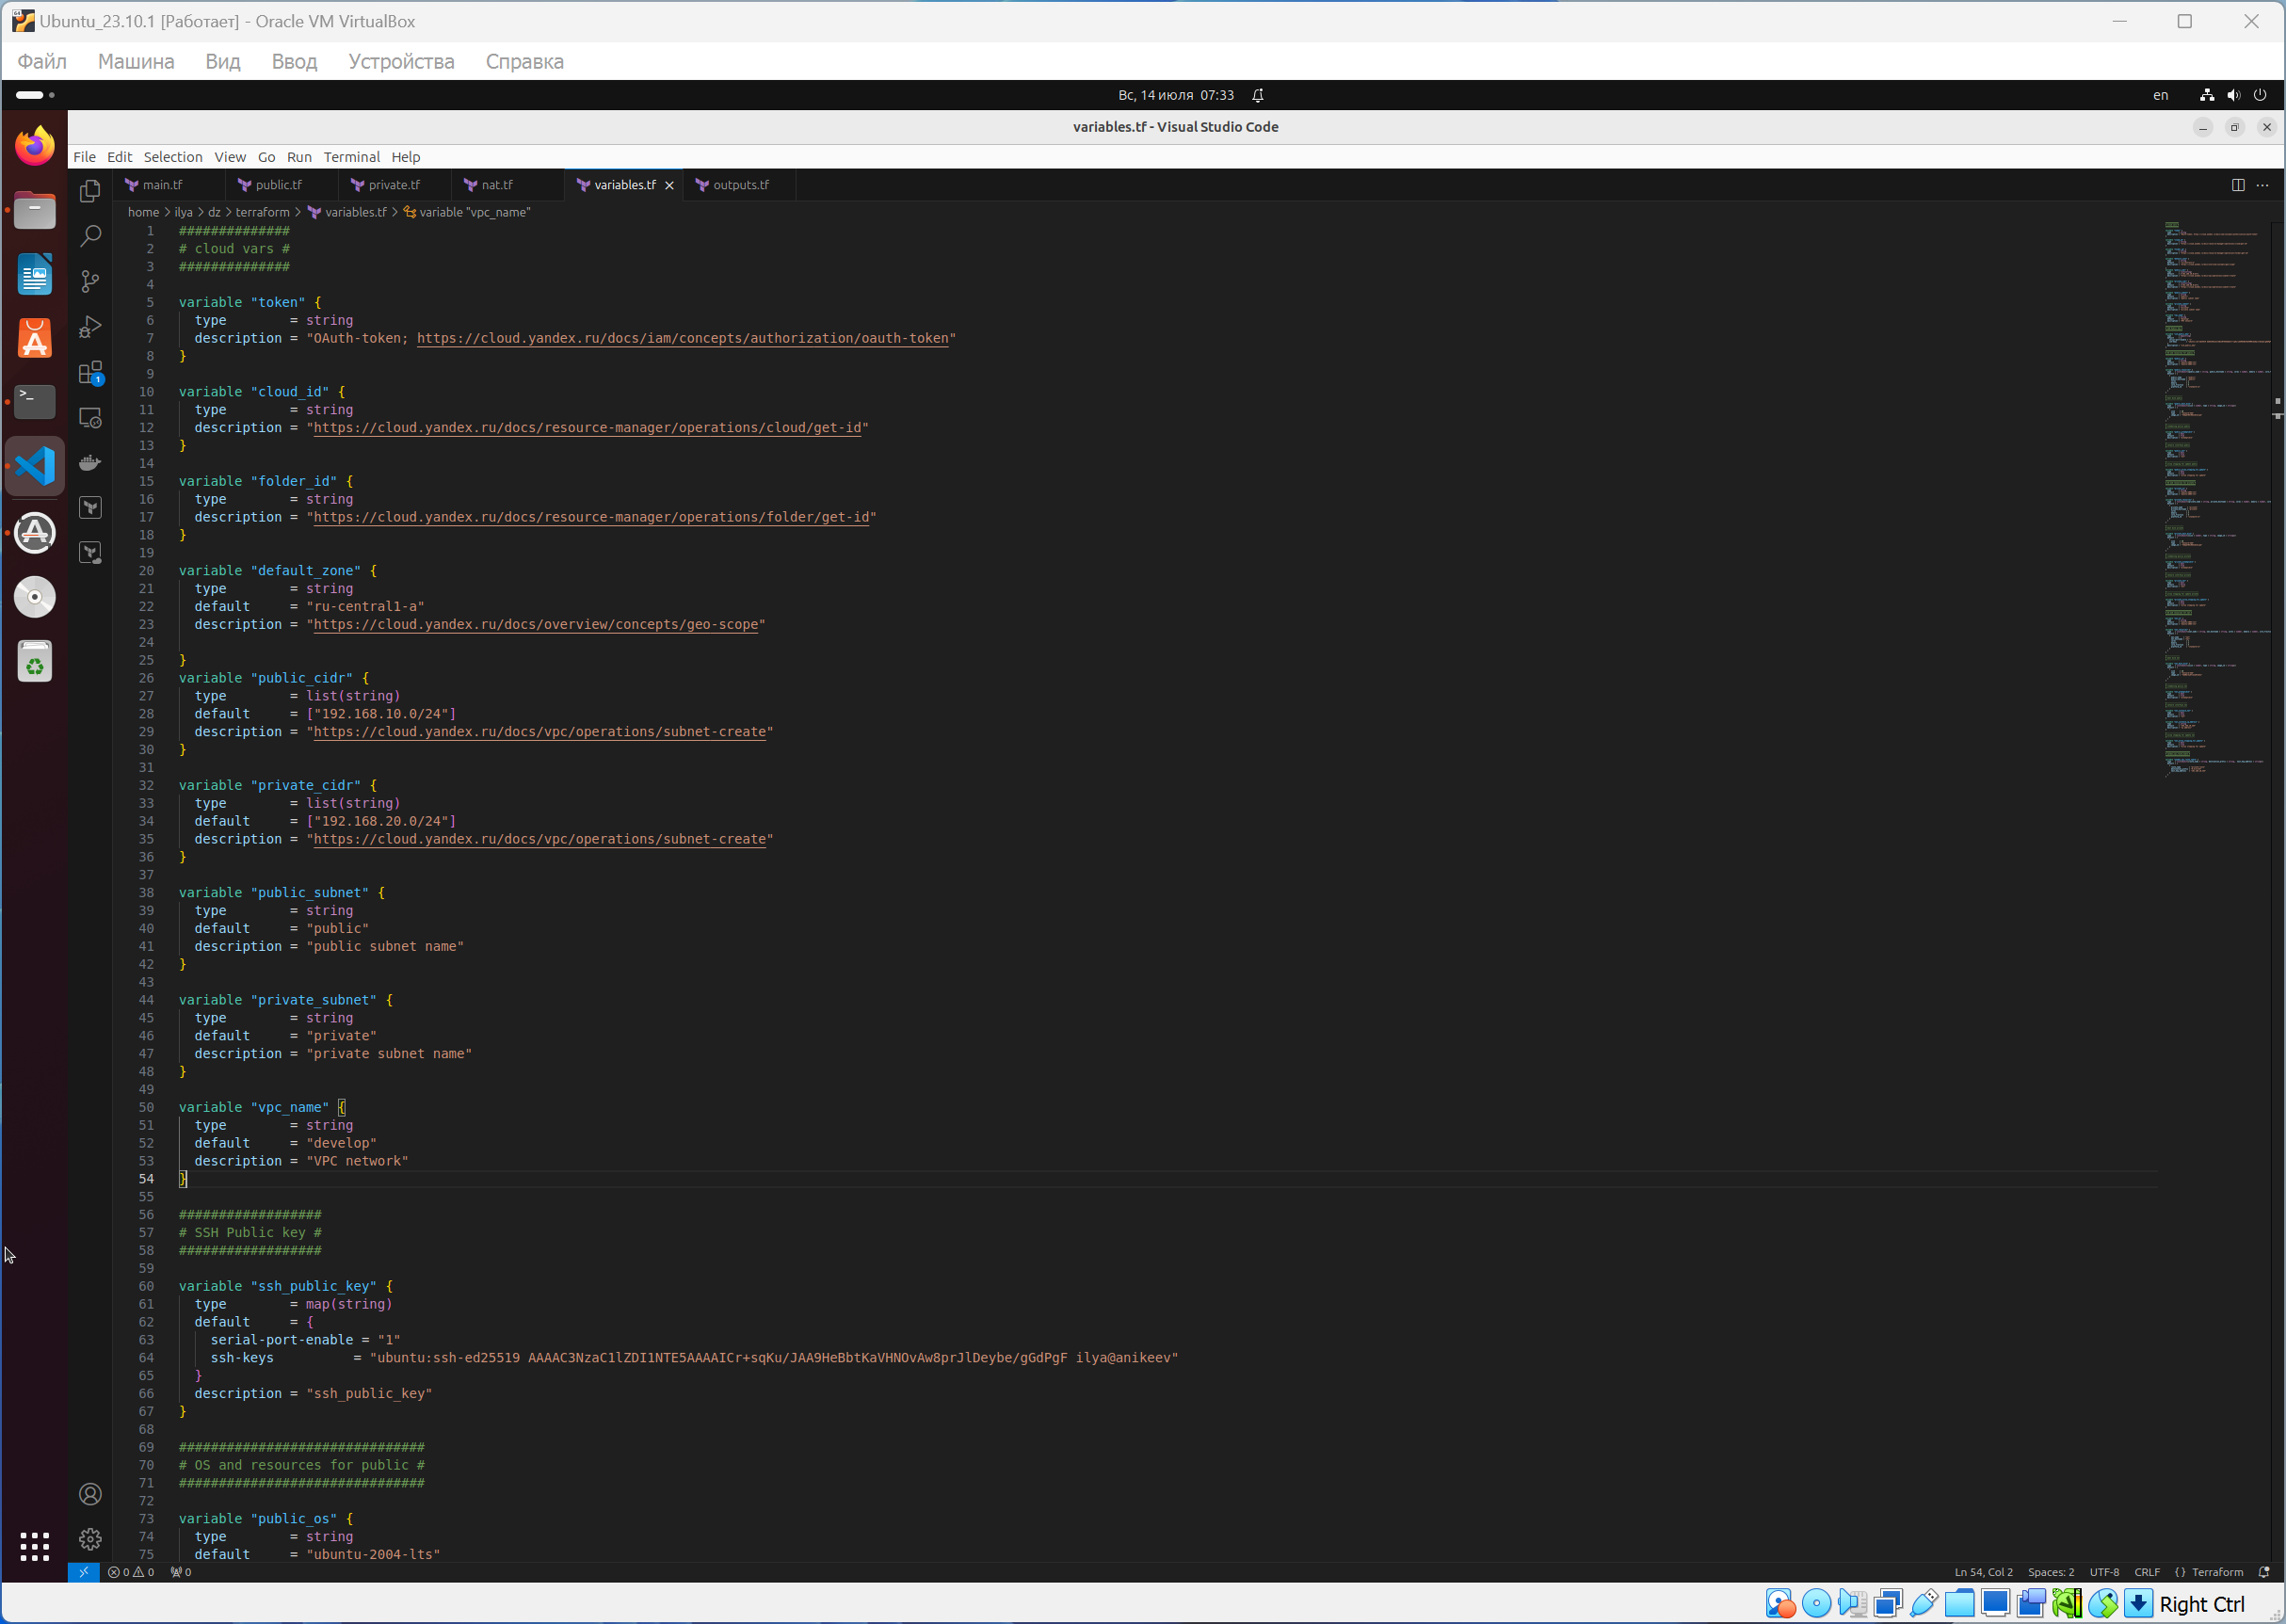 Ubuntu_23.10.1 [Работает] - Oracle VM VirtualBox
Файл Машина Вид Ввод Устройства Справка
Вс, 14 июля 07:33
en
variables.tf - Visual Studio Code
File Edit Selection View Go Run Terminal Help
main.tf public.tf private.tf nat.tf variables.tf outputs.tf
home > ilya > dz > terraform > variables.tf > variable "vpc_name"
1 ##############
2 # cloud vars #
3 ##############
4
5 variable "token" {
6 type = string
7 description = "OAuth-token; https://cloud.yandex.ru/docs/iam/concepts/authorization/oauth-token"
8 }
9
10 variable "cloud_id" {
11 type = string
12 description = "https://cloud.yandex.ru/docs/resource-manager/operations/cloud/get-id"
13 }
14
15 variable "folder_id" {
16 type = string
17 description = "https://cloud.yandex.ru/docs/resource-manager/operations/folder/get-id"
18 }
19
20 variable "default_zone" {
21 type = string
22 default = "ru-central1-a"
23 description = "https://cloud.yandex.ru/docs/overview/concepts/geo-scope"
24
25 }
26 variable "public_cidr" {
27 type = list(string)
28 default = ["192.168.10.0/24"]
29 description = "https://cloud.yandex.ru/docs/vpc/operations/subnet-create"
30 }
31
32 variable "private_cidr" {
33 type = list(string)
34 default = ["192.168.20.0/24"]
35 description = "https://cloud.yandex.ru/docs/vpc/operations/subnet-create"
36 }
37
38 variable "public_subnet" {
39 type = string
40 default = "public"
41 description = "public subnet name"
42 }
43
44 variable "private_subnet" {
45 type = string
46 default = "private"
47 description = "private subnet name"
48 }
49
50 variable "vpc_name" {
51 type = string
52 default = "develop"
53 description = "VPC network"
54 }
55
56 ##################
57 # SSH Public key #
58 ##################
59
60 variable "ssh_public_key" {
61 type = map(string)
62 default = {
63 serial-port-enable = "1"
64 ssh-keys = "ubuntu:ssh-ed25519 AAAAC3NzaC1lZDI1NTE5AAAAICr+sqKu/JAA9HeBbtKaVHNOvAw8prJlDeybe/gGdPgF ilya@anikeev"
65 }
66 description = "ssh_public_key"
67 }
68
69 ###############################
70 # OS and resources for public #
71 ###############################
72
73 variable "public_os" {
74 type = string
75 default = "ubuntu-2004-lts"
0 0 0
Ln 54, Col 2 Spaces: 2 UTF-8 CRLF {} Terraform
Right Ctrl